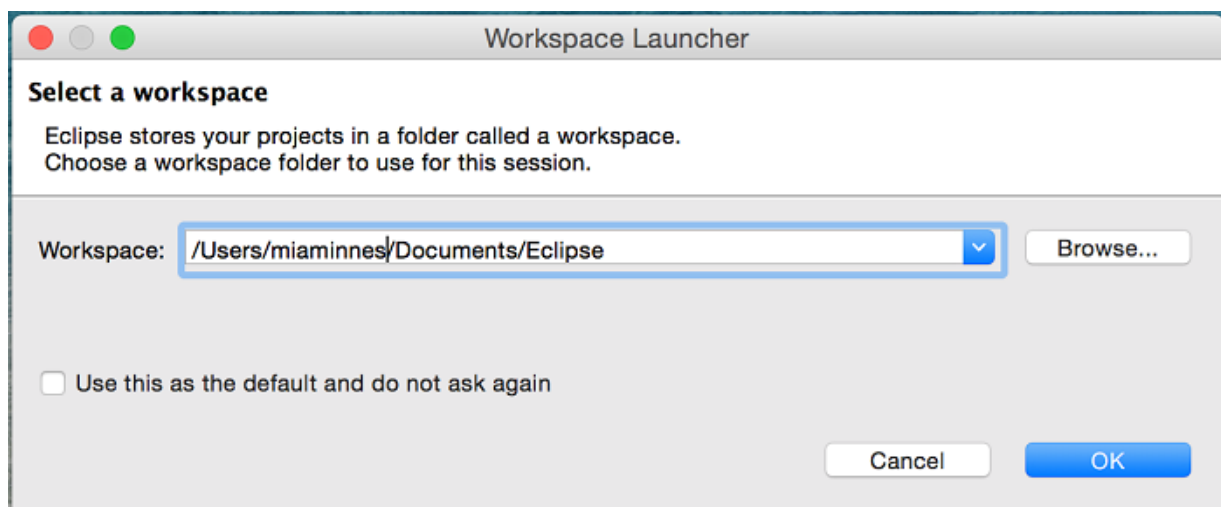 Workspace Launcher
Select a workspace
Eclipse stores your projects in a folder called a workspace.
Choose a workspace folder to use for this session.
Workspace: /Users/miaminnes/Documents/Eclipse Browse...
Use this as the default and do not ask again
Cancel OK